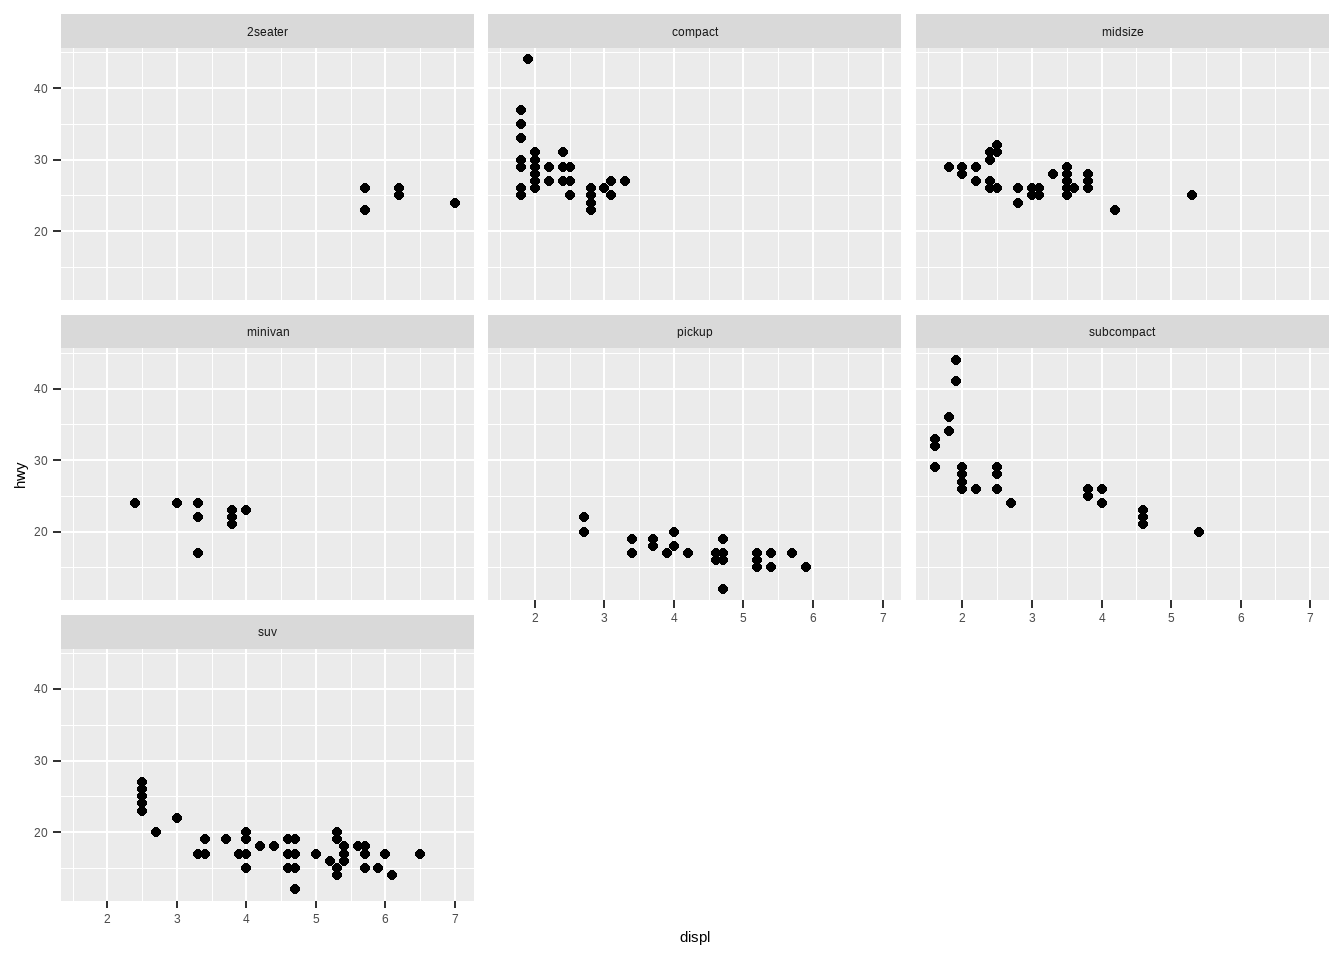 2seater compact midsize
40
30
20
minivan pickup subcompact
40
30
20
hwy
2 3 4 5 6 7 2 3 4 5 6 7
suv
40
30
20
2 3 4 5 6 7
displ